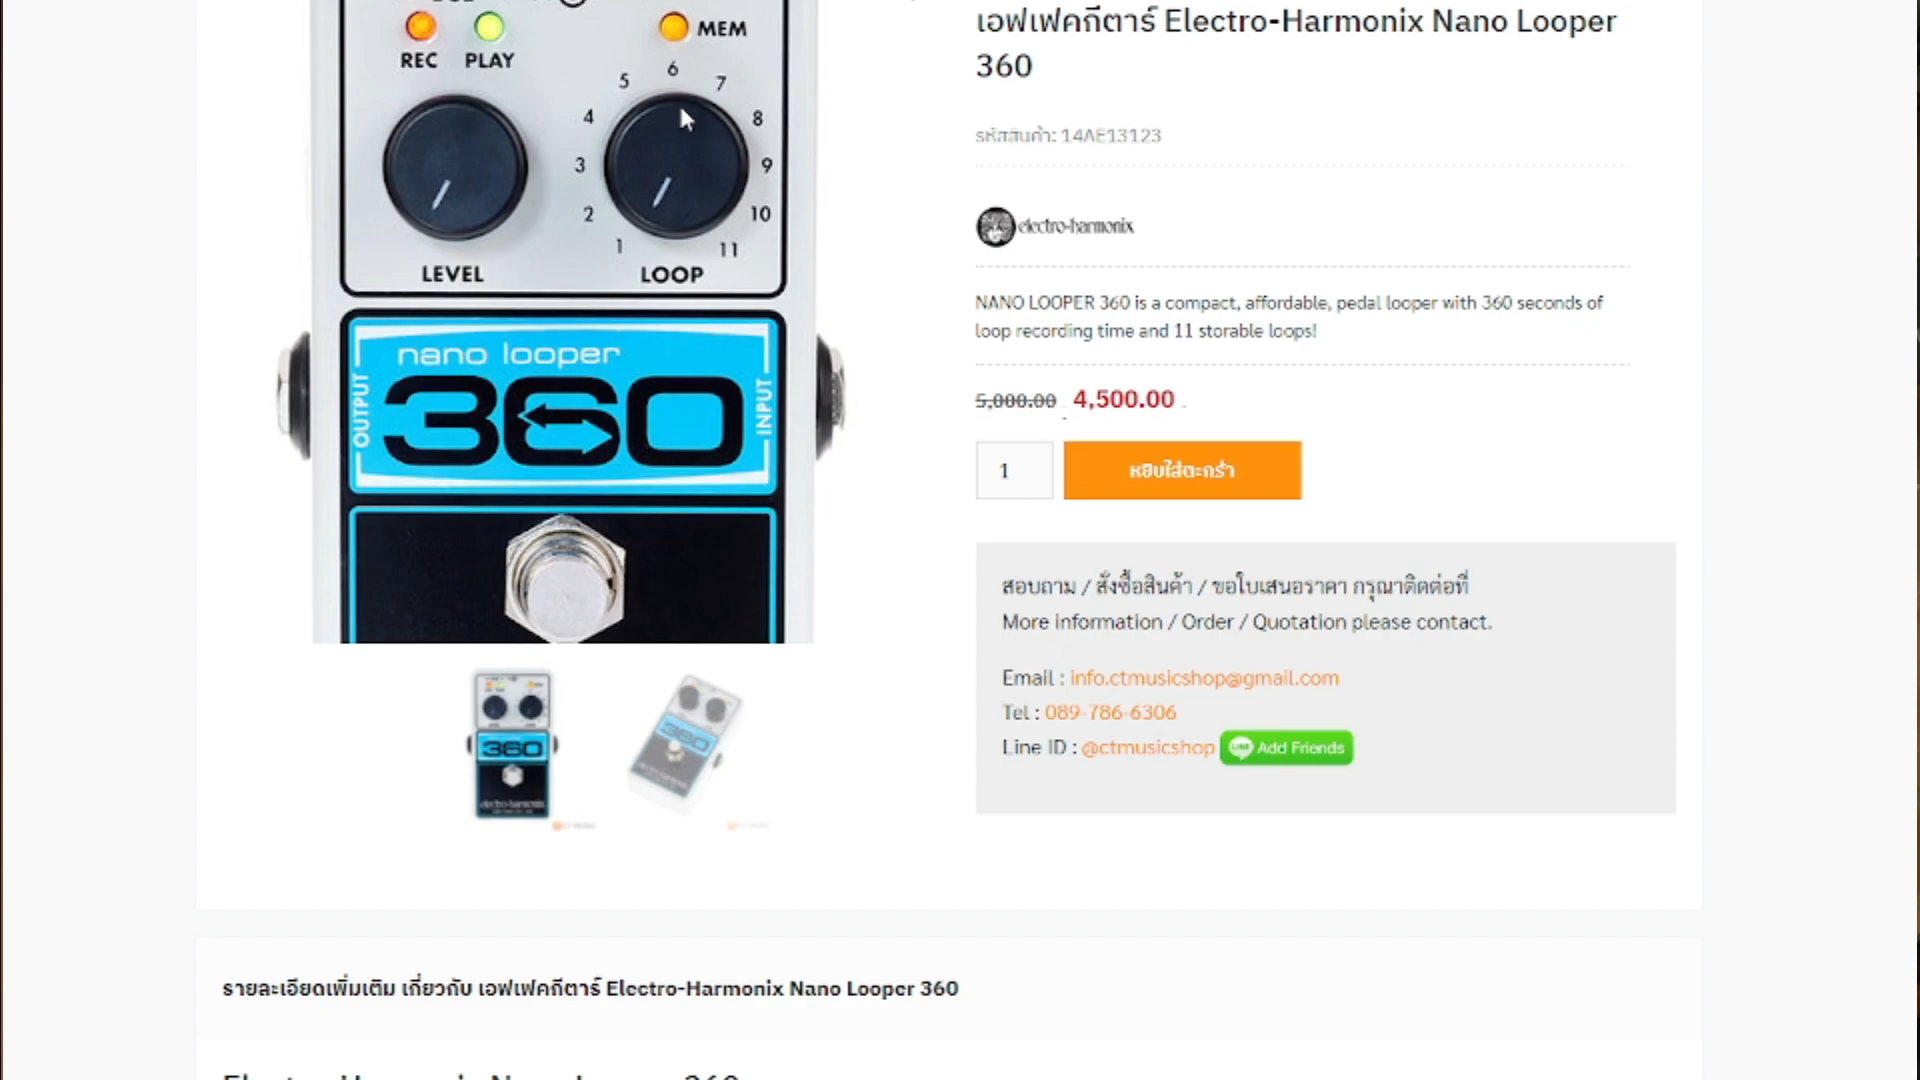 REC PLAY MEM
5 6 7
4 8
3 9
2 10
1 11
LEVEL LOOP
nano looper
OUTPUT 360 INPUT
360
360
เอฟเฟคกีตาร์ Electro-Harmonix Nano Looper
360
รหัสสินค้า: 14AE13123
electro-harmonix
NANO LOOPER 360 is a compact, affordable, pedal looper with 360 seconds of
loop recording time and 11 storable loops!
5,000.00 4,500.00
1 หยิบใส่ตะกร้า
สอบถาม / สั่งซื้อสินค้า / ขอใบเสนอราคา กรุณาติดต่อที่
More information / Order / Quotation please contact.
Email : info.ctmusicshop@gmail.com
Tel : 089-786-6306
Line ID : @ctmusicshop Add Friends
รายละเอียดเพิ่มเติม เกี่ยวกับ เอฟเฟคกีตาร์ Electro-Harmonix Nano Looper 360
Electro-Harmonix Nano Looper 360